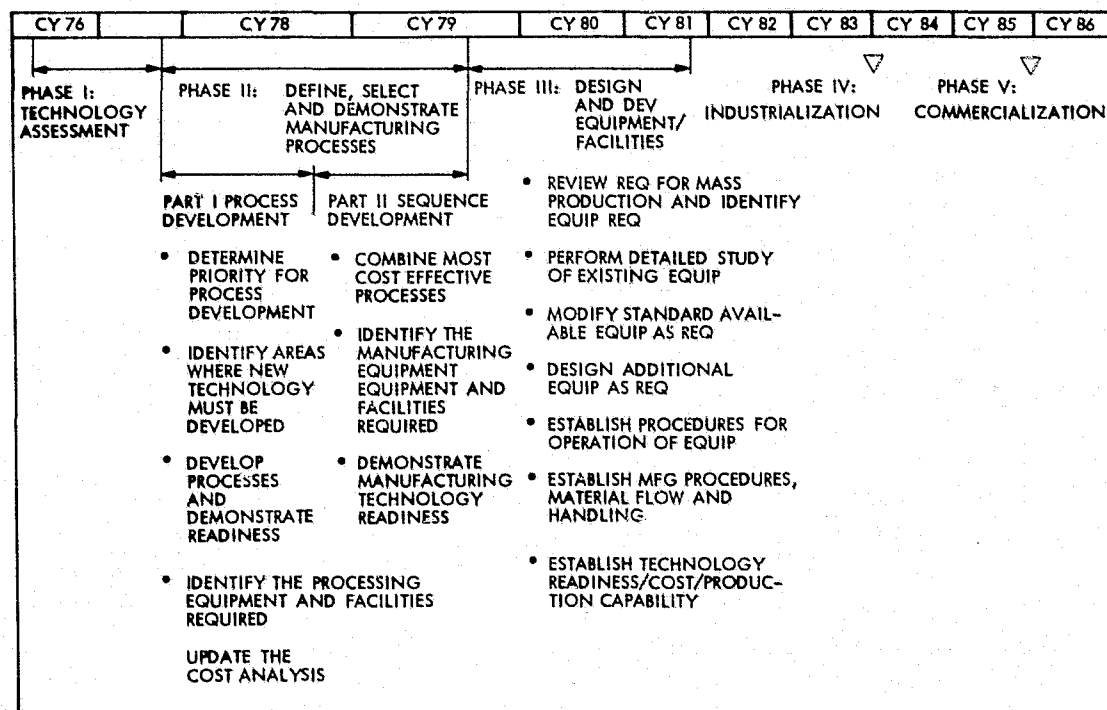 CY 76 CY 78 CY 79 CY 80 CY 81 CY 82 CY 83 CY 84 CY 85 CY 86
PHASE I:
TECHNOLOGY
ASSESSMENT
PHASE II: DEFINE, SELECT
AND DEMONSTRATE
MANUFACTURING
PROCESSES
PHASE III: DESIGN
AND DEV
EQUIPMENT/
FACILITIES
PHASE IV:
INDUSTRIALIZATION
PHASE V:
COMMERCIALIZATION
PART I PROCESS
DEVELOPMENT
• DETERMINE
PRIORITY FOR
PROCESS
DEVELOPMENT
• IDENTIFY AREAS
WHERE NEW
TECHNOLOGY
MUST BE
DEVELOPED
• DEVELOP
PROCESSES
AND
DEMONSTRATE
READINESS
• IDENTIFY THE PROCESSING
EQUIPMENT AND FACILITIES
REQUIRED
UPDATE THE
COST ANALYSIS
PART II SEQUENCE
DEVELOPMENT
• COMBINE MOST
COST EFFECTIVE
PROCESSES
• IDENTIFY THE
MANUFACTURING
EQUIPMENT
EQUIPMENT AND
FACILITIES
REQUIRED
• DEMONSTRATE
MANUFACTURING
TECHNOLOGY
READINESS
• REVIEW REQ FOR MASS
PRODUCTION AND IDENTIFY
EQUIP REQ
• PERFORM DETAILED STUDY
OF EXISTING EQUIP
• MODIFY STANDARD AVAIL-
ABLE EQUIP AS REQ
• DESIGN ADDITIONAL
EQUIP AS REQ
• ESTABLISH PROCEDURES FOR
OPERATION OF EQUIP
• ESTABLISH MFG PROCEDURES,
MATERIAL FLOW AND
HANDLING
• ESTABLISH TECHNOLOGY
READINESS/COST/PRODUC-
TION CAPABILITY